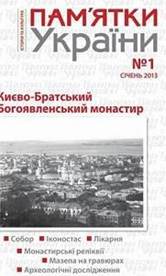 ПАМ'ЯТКИ
України
№1
СІЧЕНЬ 2013
Києво-Братський
Богоявленський монастир
Собор Іконостас Лікарня
Монастирські реліквії
Мазепа на гравюрах
Археологічні дослідження